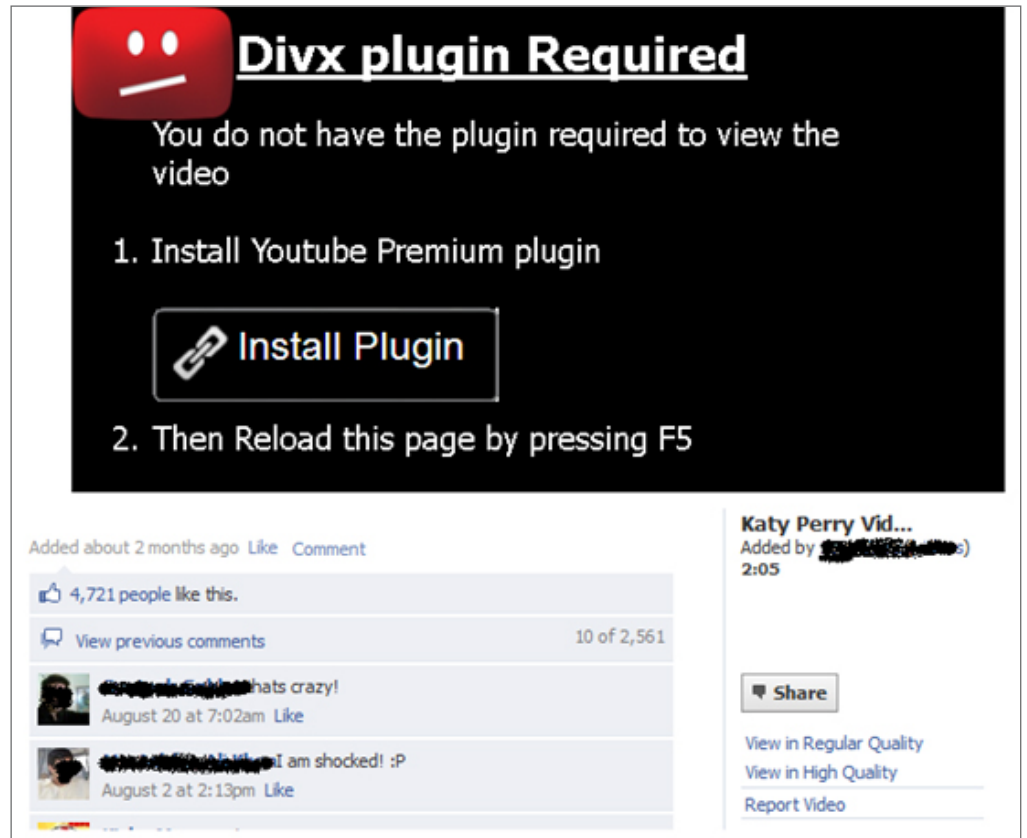 Divx plugin Required
You do not have the plugin required to view the
video
1. Install Youtube Premium plugin
Install Plugin
2. Then Reload this page by pressing F5
Added about 2 months ago Like Comment
4,721 people like this.
View previous comments
10 of 2,561
hats crazy!
August 20 at 7:02am Like
I am shocked! :P
August 2 at 2:13pm Like
Katy Perry Vid...
Added by s)
2:05
Share
View in Regular Quality
View in High Quality
Report Video